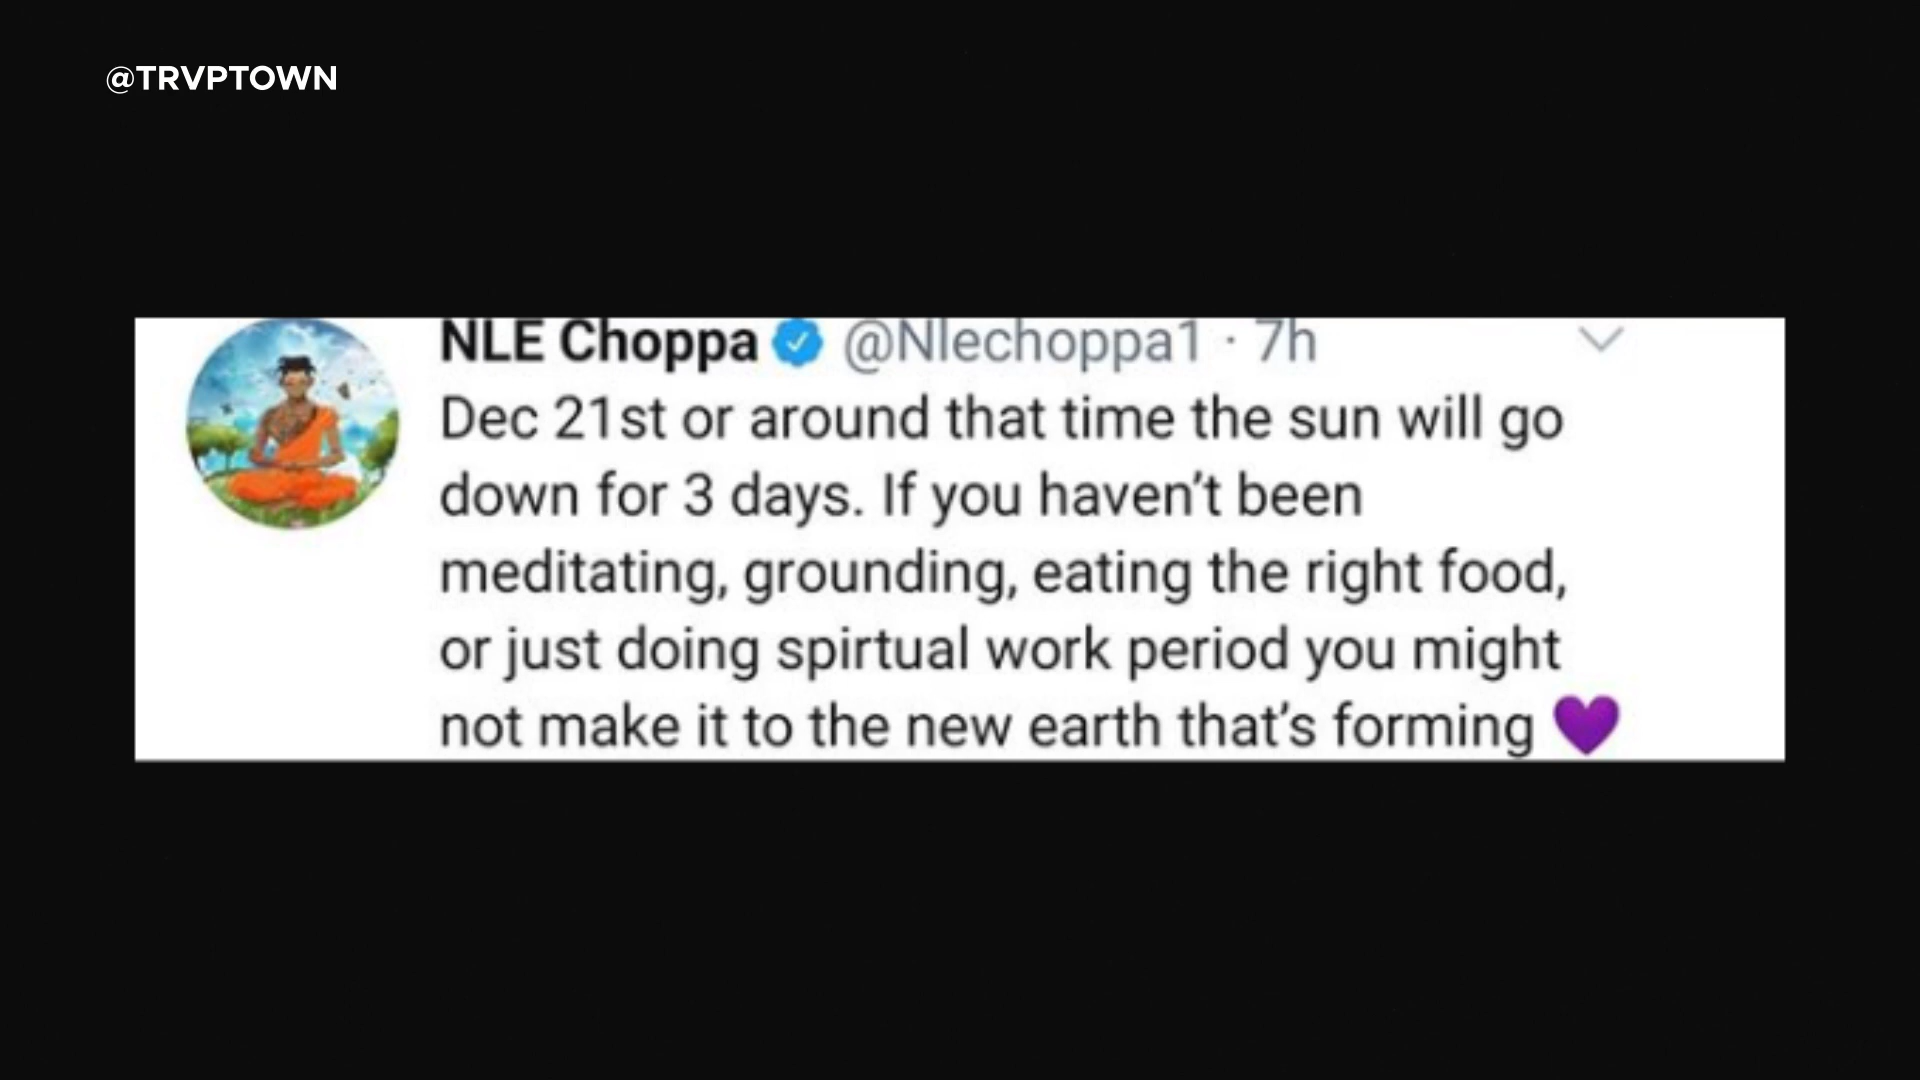 @TRVPTOWN
NLE Choppa @Nlechoppa1 · 7h
Dec 21st or around that time the sun will go
down for 3 days. If you haven’t been
meditating, grounding, eating the right food,
or just doing spirtual work period you might
not make it to the new earth that’s forming 💜